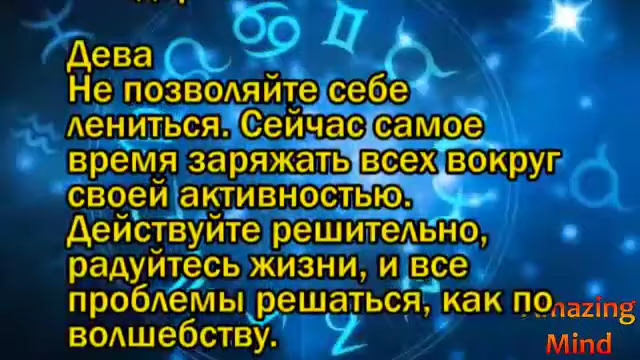 Дева
Не позволяйте себе
лениться. Сейчас самое
время заряжать всех вокруг
своей активностью.
Действуйте решительно,
радуйтесь жизни, и все
проблемы решаться, как по
волшебству.
Amazing
Mind